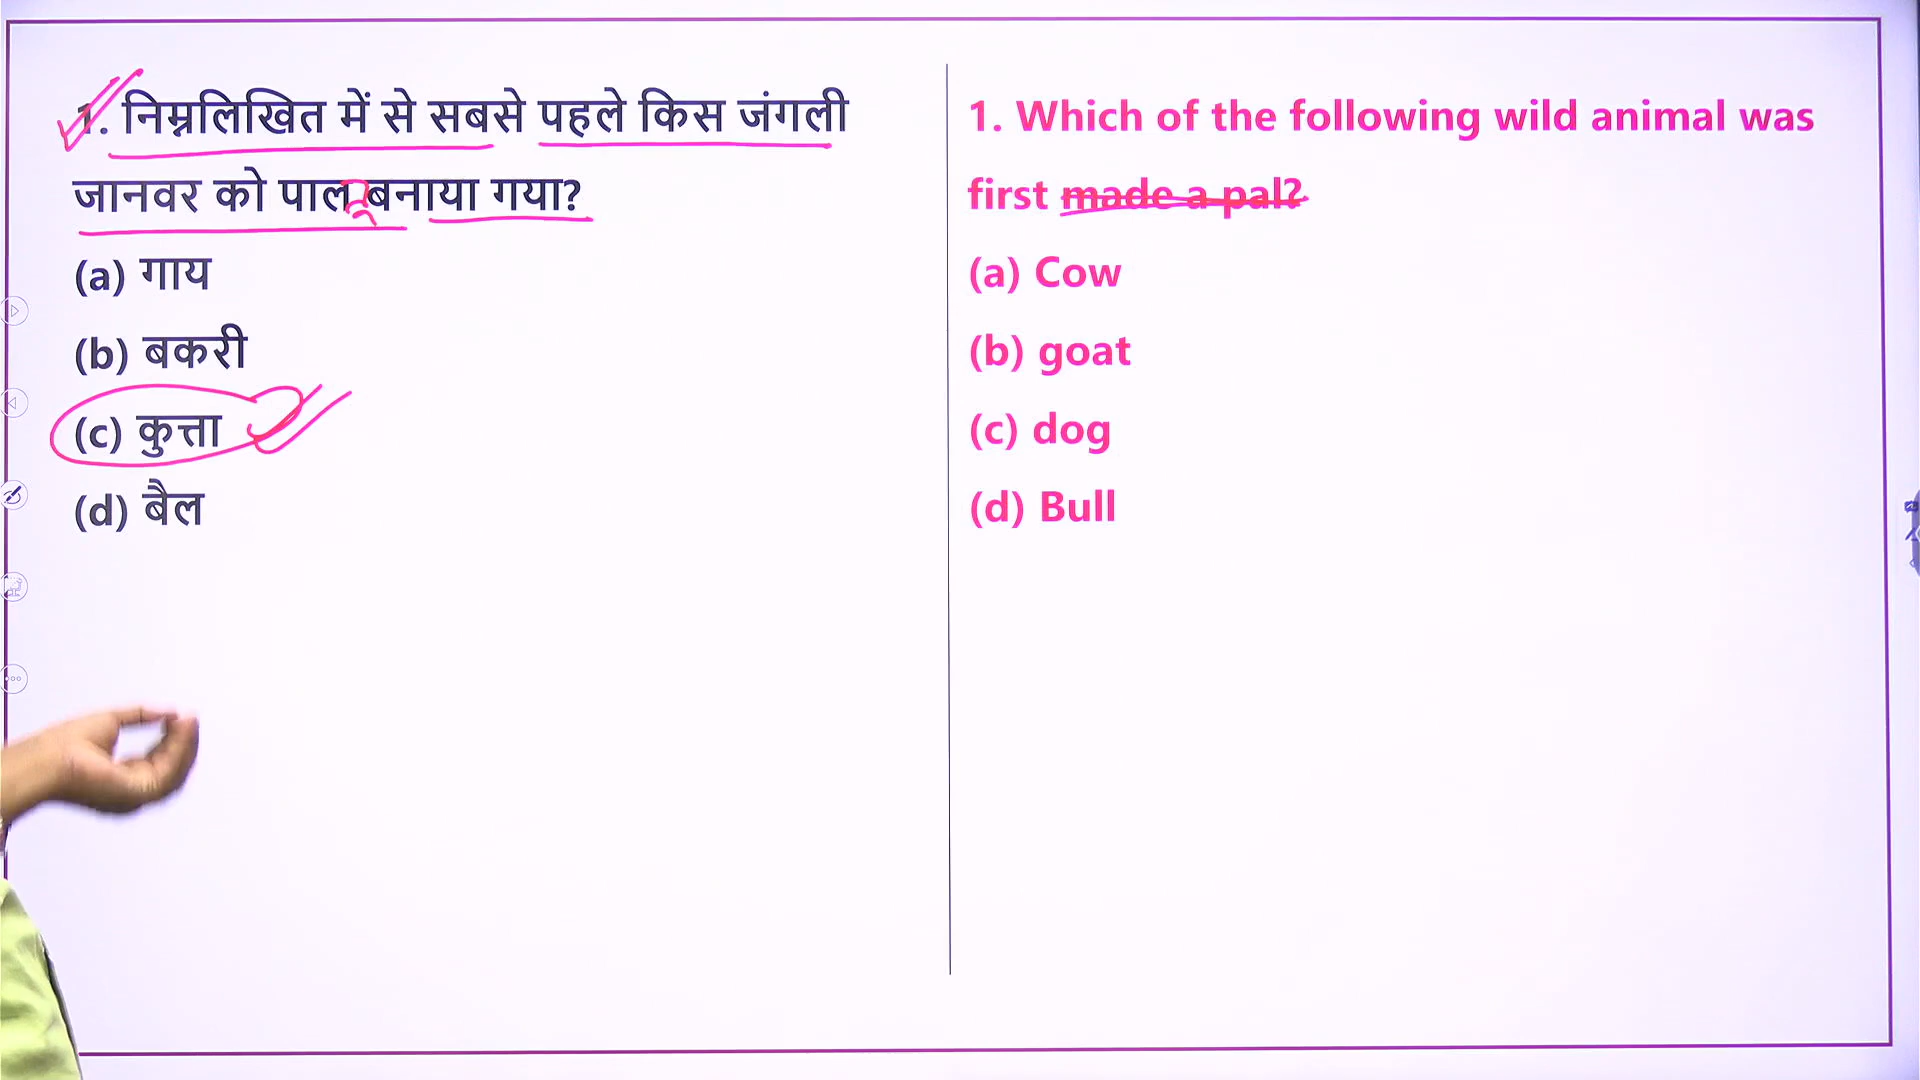 1. निम्नलिखित में से सबसे पहले किस जंगली
जानवर को पालतू बनाया गया?
(a) गाय
(b) बकरी
(c) कुत्ता
(d) बैल
1. Which of the following wild animal was
first made a pal?
(a) Cow
(b) goat
(c) dog
(d) Bull